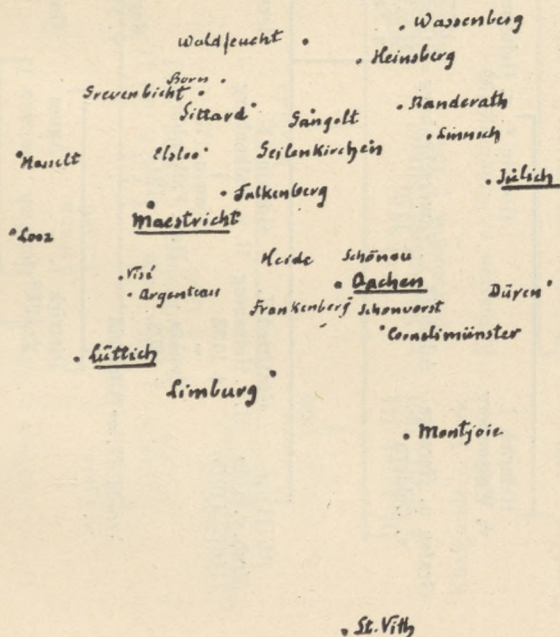 Wassenberg
Waldfeucht
Heinsberg
Born
Grevenbicht
Sittard
Randerath
Gangolt
Linnich
Hasselt
Elsloo
Geilenkirchen
Jülich
Falkenberg
Maestricht
Looz
Heide Schönau
Visé
Aachen
Argenteau
Düren
Frankenberg Schonvorst
Cornelimünster
Lüttich
Limburg
Montjoie
St. Vith